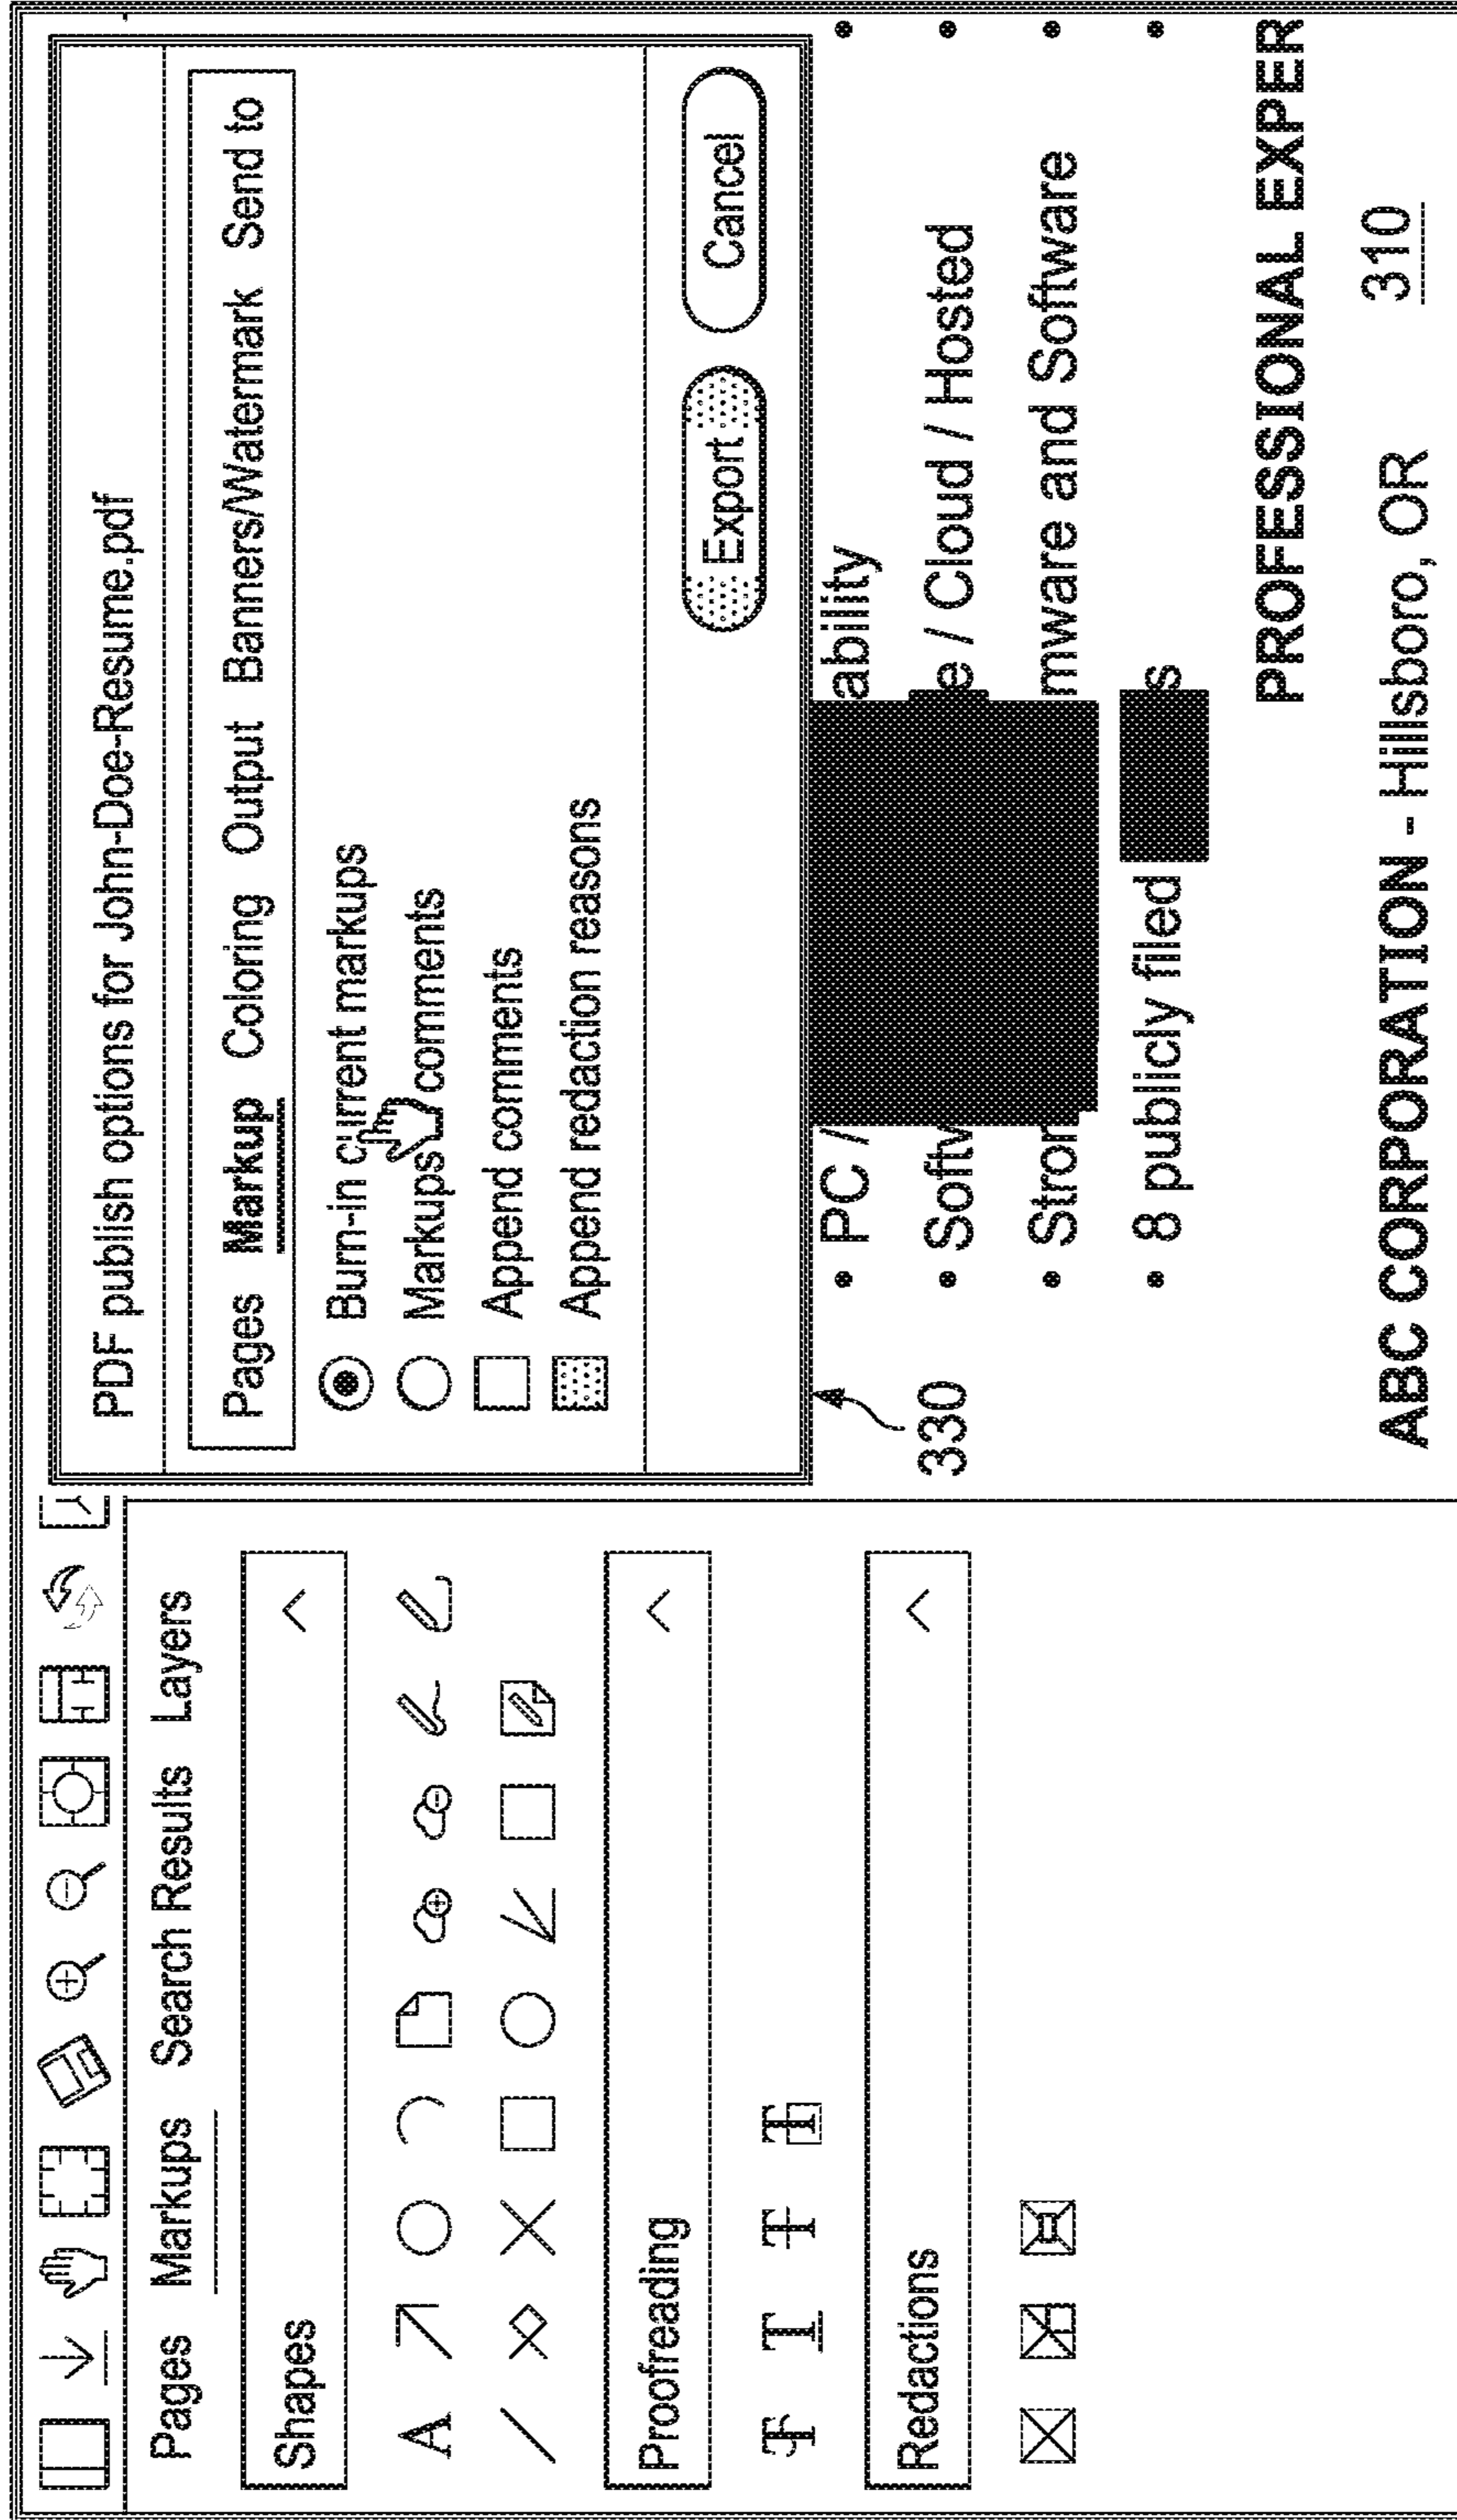 Pages Markups Search Results Layers
Shapes
A
Proofreading
T T T T
Redactions
PDF publish options for John-Doe-Resume.pdf
Pages Markup Coloring Output Banners/Watermark Send to
Burn-in current markups
Markups comments
Append comments
Append redaction reasons
Export Cancel
330
• PC / ability •
• Softw e / Cloud / Hosted •
• Stron mware and Software •
• 8 publicly filed s •
PROFESSIONAL EXPER
ABC CORPORATION - Hillsboro, OR 310